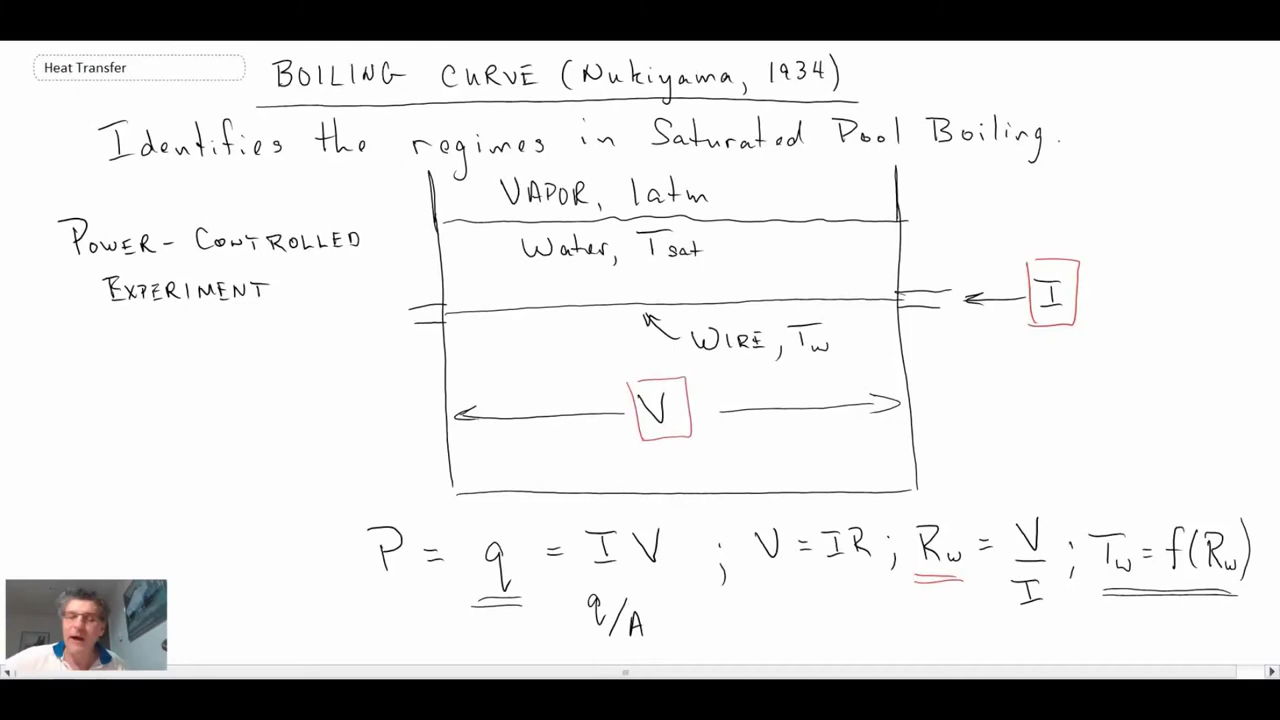 Heat Transfer
BOILING CURVE (Nukiyama, 1934)
Identifies the regimes in Saturated Pool Boiling.
VAPOR, 1atm
POWER-CONTROLLED
EXPERIMENT
Water, Tsat
I
WIRE, Tw
V
P = q = IV ; V = IR ; Rw = V/I ; Tw = f(Rw)
q/A